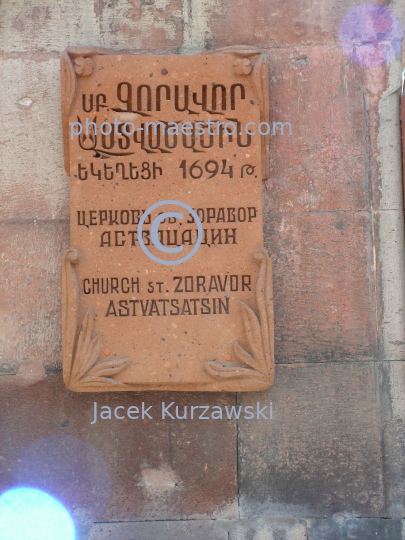 ՍԲ. ԶՈՐԱՎՈՐ
photo-maestro.com
ԱՍՏՎԱԾԱԾԻՆ
ԵԿԵՂԵՑԻ 1694 Թ.
ЦЕРКОВЬ СВ. ЗОРАВОР
АСТВАЦАЦИН
©
CHURCH ST. ZORAVOR
ASTVATSATSIN
Jacek Kurzawski